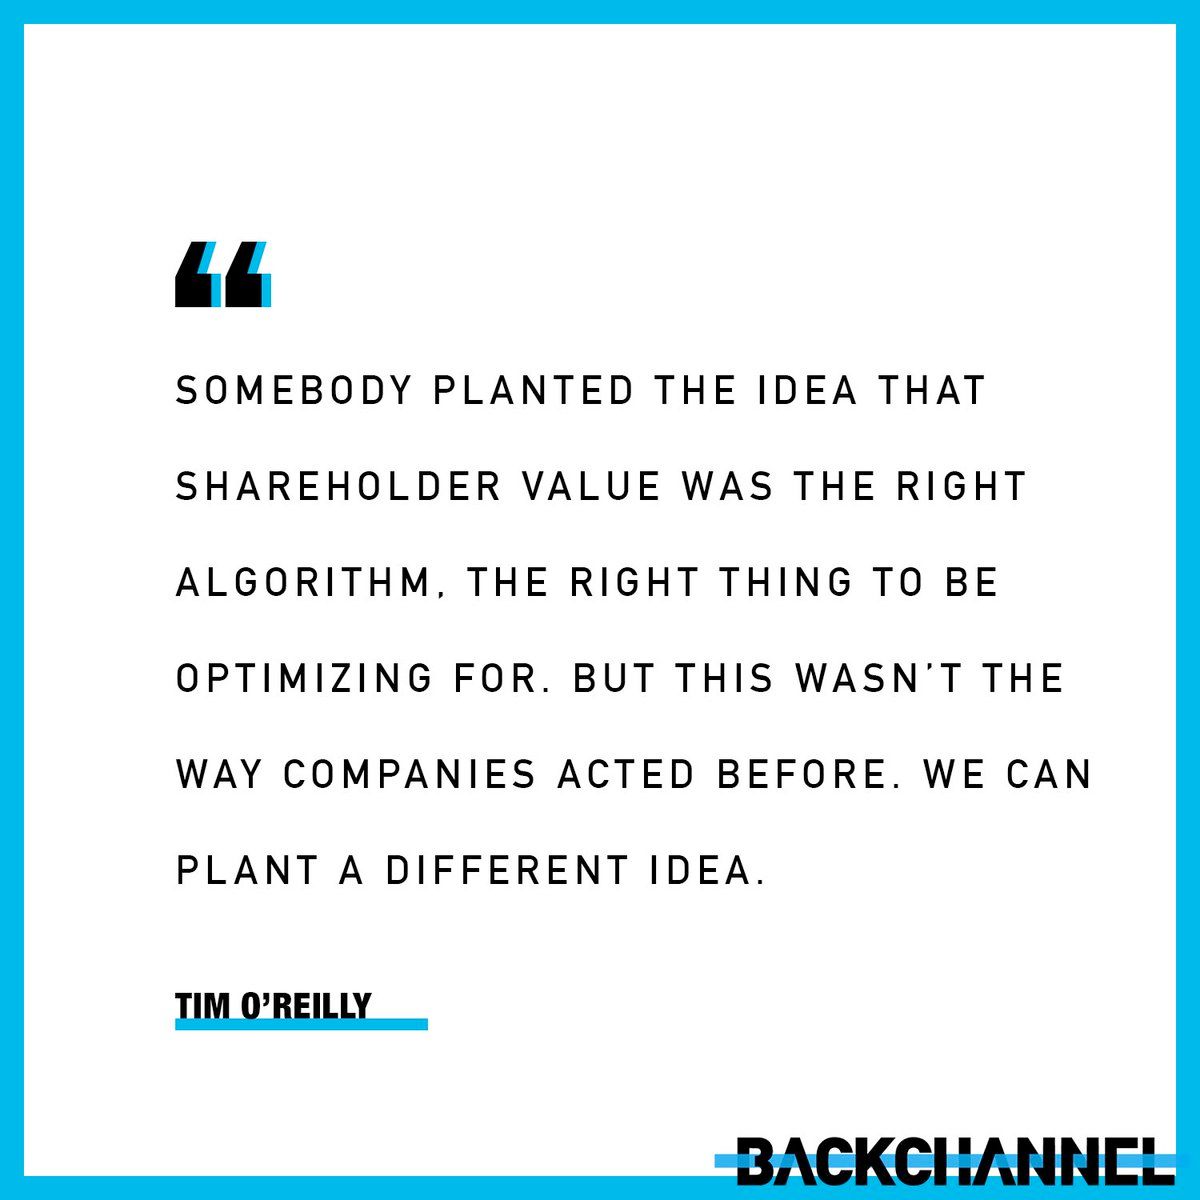 “
SOMEBODY PLANTED THE IDEA THAT
SHAREHOLDER VALUE WAS THE RIGHT
ALGORITHM, THE RIGHT THING TO BE
OPTIMIZING FOR. BUT THIS WASN’T THE
WAY COMPANIES ACTED BEFORE. WE CAN
PLANT A DIFFERENT IDEA.
TIM O’REILLY
BACKCHANNEL